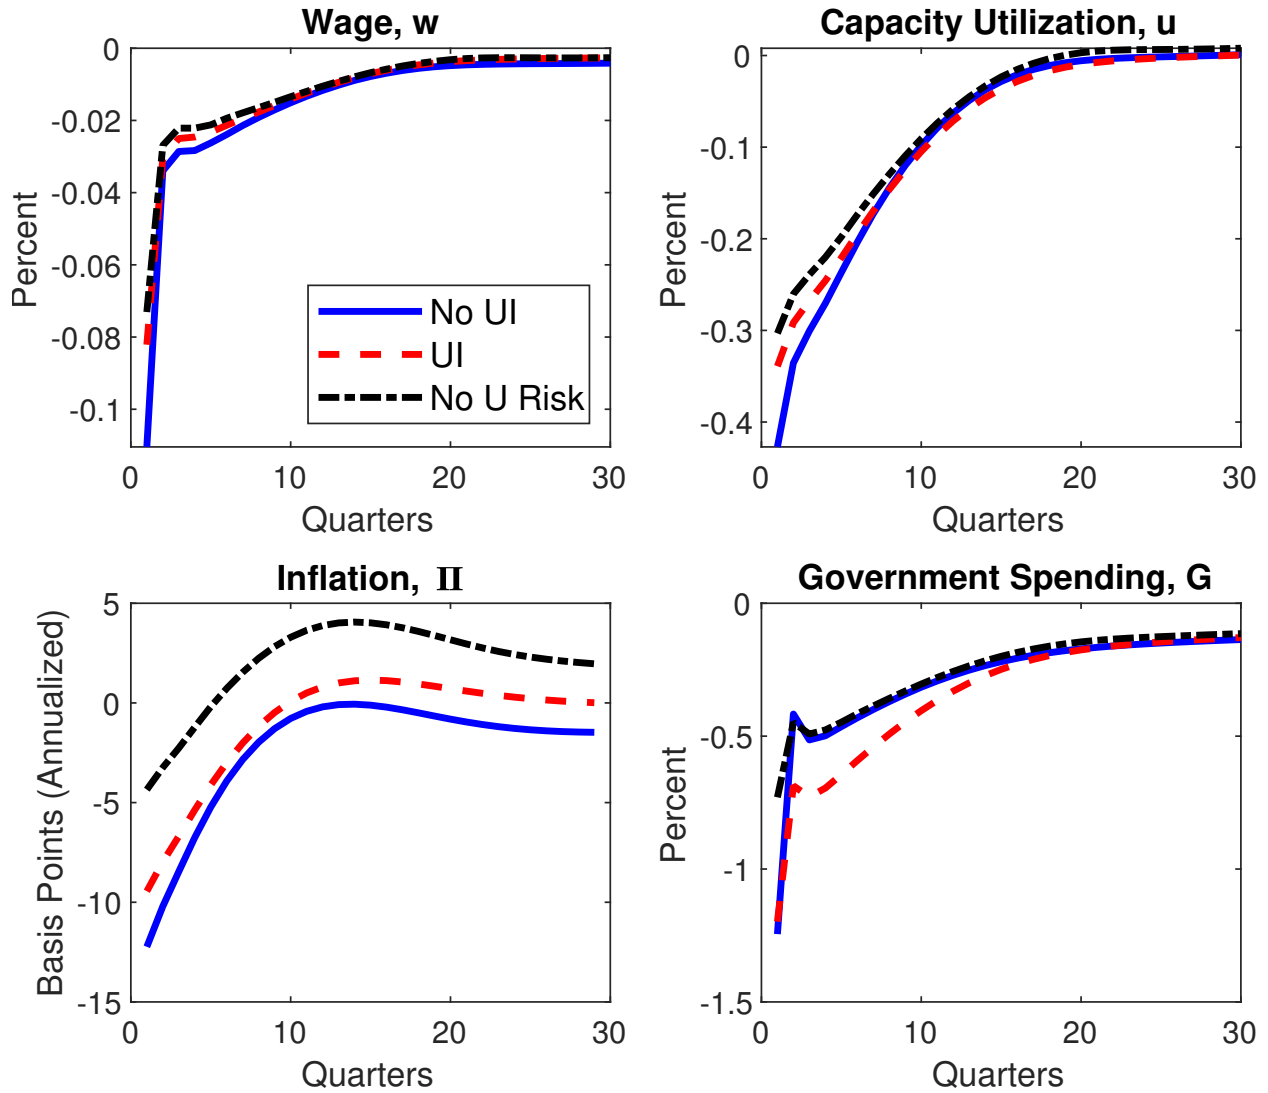 Wage, w
0
-0.02
-0.04
-0.06
-0.08
-0.1
Percent
No UI
UI
No U Risk
0 10 20 30
Quarters
Capacity Utilization, u
0
-0.1
-0.2
-0.3
-0.4
Percent
0 10 20 30
Quarters
Inflation, Π
5
0
-5
-10
-15
Basis Points (Annualized)
0 10 20 30
Quarters
Government Spending, G
0
-0.5
-1
-1.5
Percent
0 10 20 30
Quarters